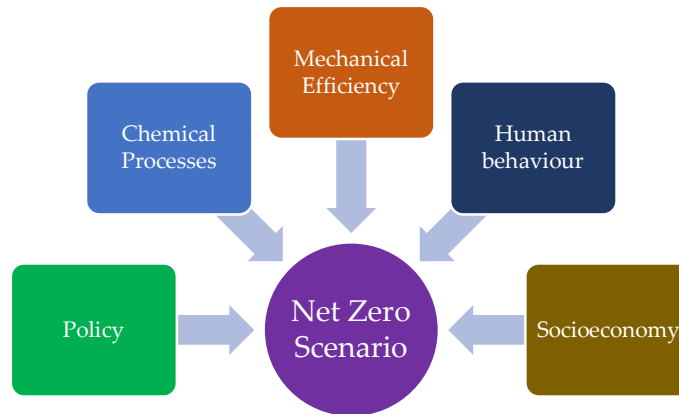 Mechanical
Efficiency
Chemical
Processes
Human
behaviour
Policy
Net Zero
Scenario
Socioeconomy